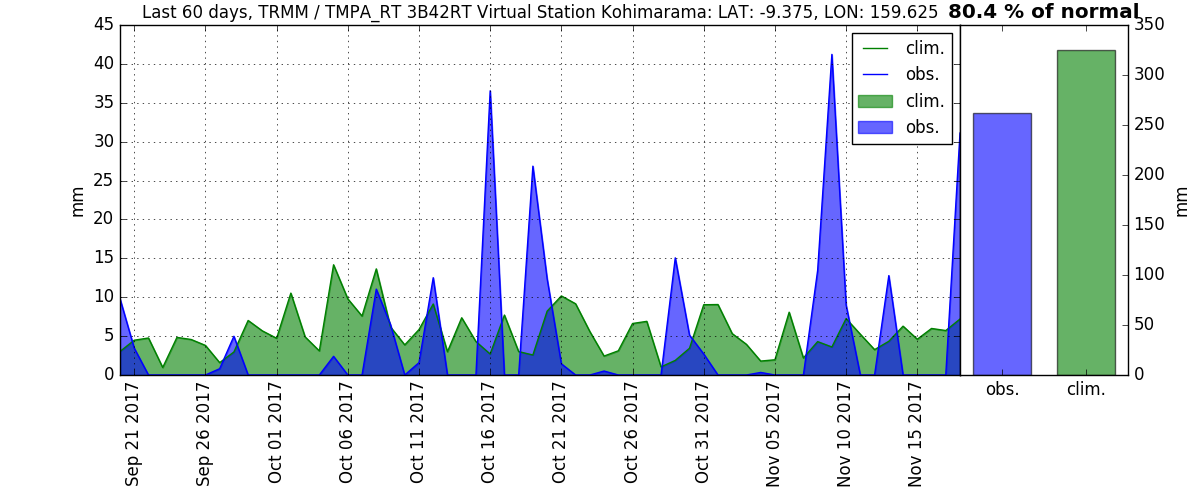 Last 60 days, TRMM / TMPA_RT 3B42RT Virtual Station Kohimarama: LAT: -9.375, LON: 159.625 80.4 % of normal
45
40
35
30
25
20
15
10
5
0
mm
clim.
obs.
clim.
obs.
350
300
250
200
150
100
50
0
mm
obs.
clim.
Sep 21 2017
Sep 26 2017
Oct 01 2017
Oct 06 2017
Oct 11 2017
Oct 16 2017
Oct 21 2017
Oct 26 2017
Oct 31 2017
Nov 05 2017
Nov 10 2017
Nov 15 2017